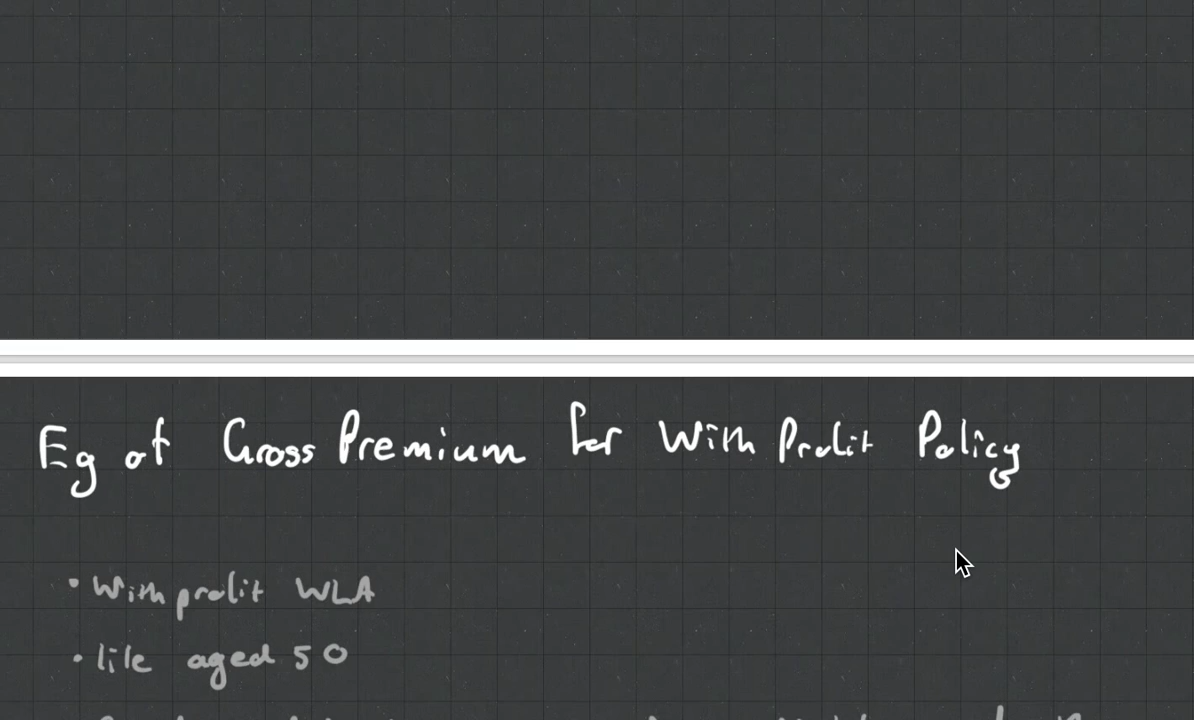 Eg of Gross Premium for With Profit Policy
• With profit WLA
• life aged 50